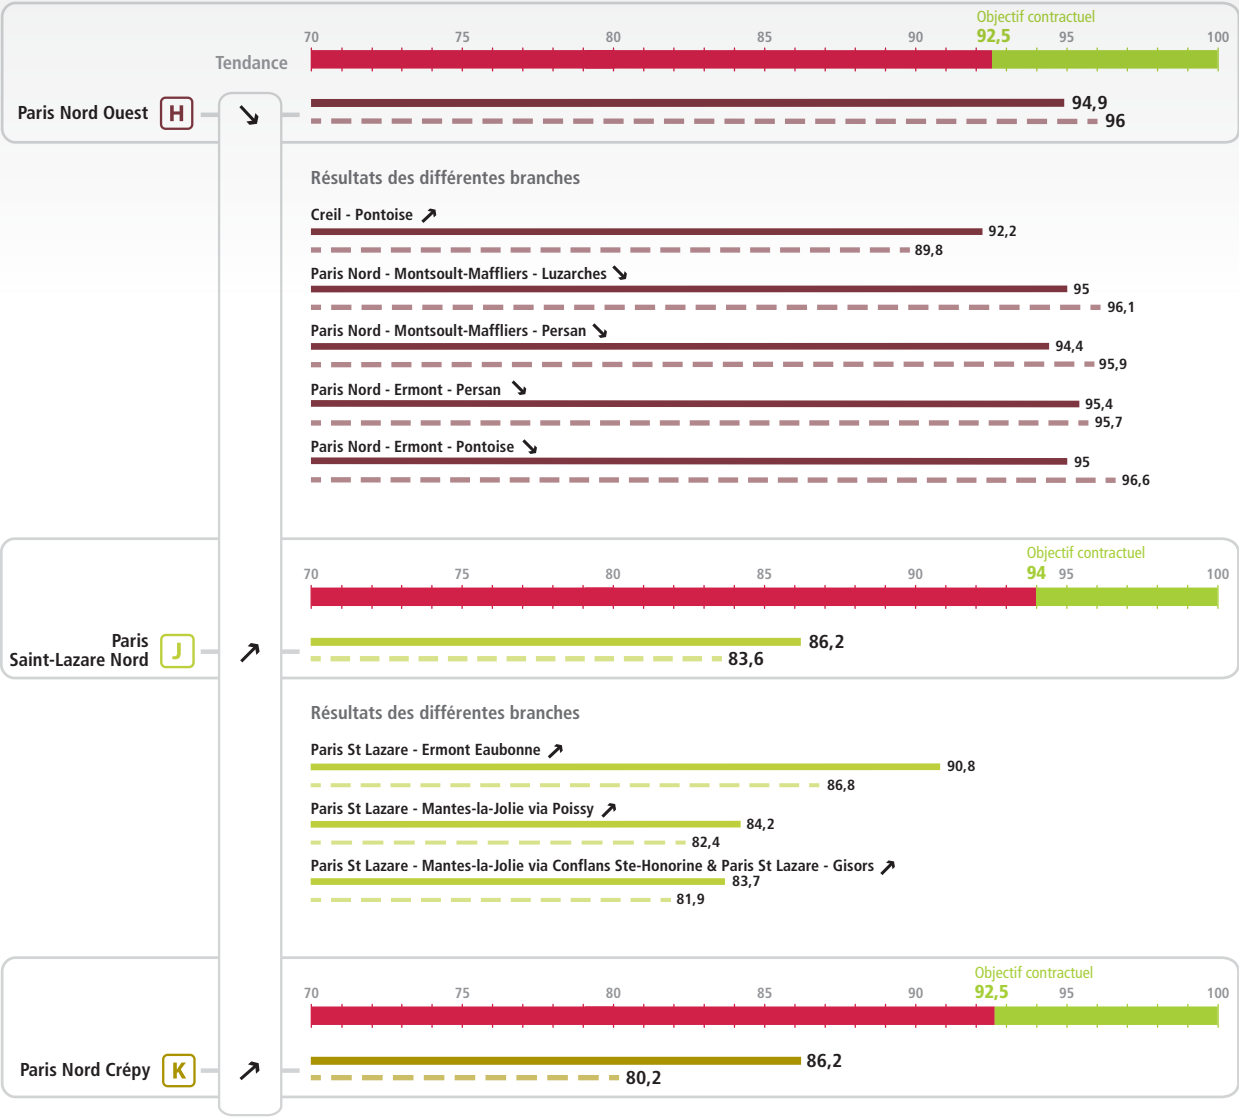 Objectif contractuel
70 75 80 85 90 92,5 95 100
Tendance
Paris Nord Ouest H
94,9
96
Résultats des différentes branches
Creil - Pontoise
92,2
89,8
Paris Nord - Montsoult-Maffliers - Luzarches
95
96,1
Paris Nord - Montsoult-Maffliers - Persan
94,4
95,9
Paris Nord - Ermont - Persan
95,4
95,7
Paris Nord - Ermont - Pontoise
95
96,6
Objectif contractuel
70 75 80 85 90 94 95 100
Paris
Saint-Lazare Nord J
86,2
83,6
Résultats des différentes branches
Paris St Lazare - Ermont Eaubonne
90,8
86,8
Paris St Lazare - Mantes-la-Jolie via Poissy
84,2
82,4
Paris St Lazare - Mantes-la-Jolie via Conflans Ste-Honorine & Paris St Lazare - Gisors
83,7
81,9
Objectif contractuel
70 75 80 85 90 92,5 95 100
Paris Nord Crépy K
86,2
80,2